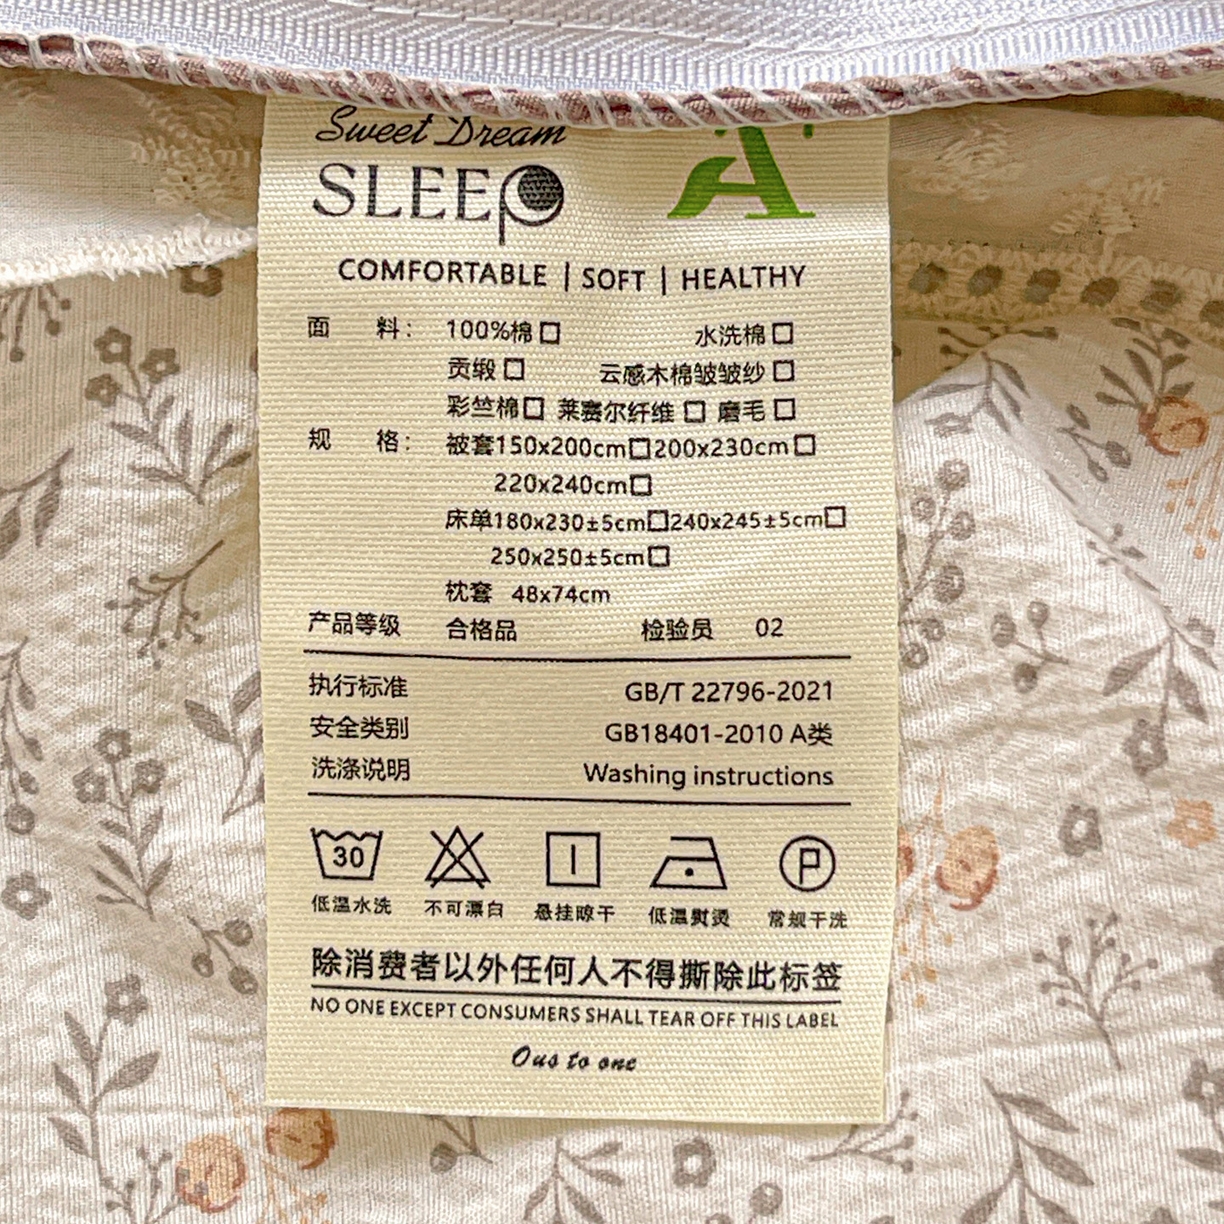 Sweet Dream
SLEEP
A
COMFORTABLE | SOFT | HEALTHY
面 料： 100%棉□ 水洗棉□
贡缎□ 云感木棉皱皱纱□
彩竺棉□ 莱赛尔纤维□ 磨毛□
规 格： 被套150x200cm□200x230cm□
220x240cm□
床单180x230±5cm□240x245±5cm□
250x250±5cm□
枕套 48x74cm
产品等级 合格品 检验员 02
执行标准 GB/T 22796-2021
安全类别 GB18401-2010 A类
洗涤说明 Washing instructions
30 P
低温水洗 不可漂白 悬挂晾干 低温熨烫 常规干洗
除消费者以外任何人不得撕除此标签
NO ONE EXCEPT CONSUMERS SHALL TEAR OFF THIS LABEL
Ous to one